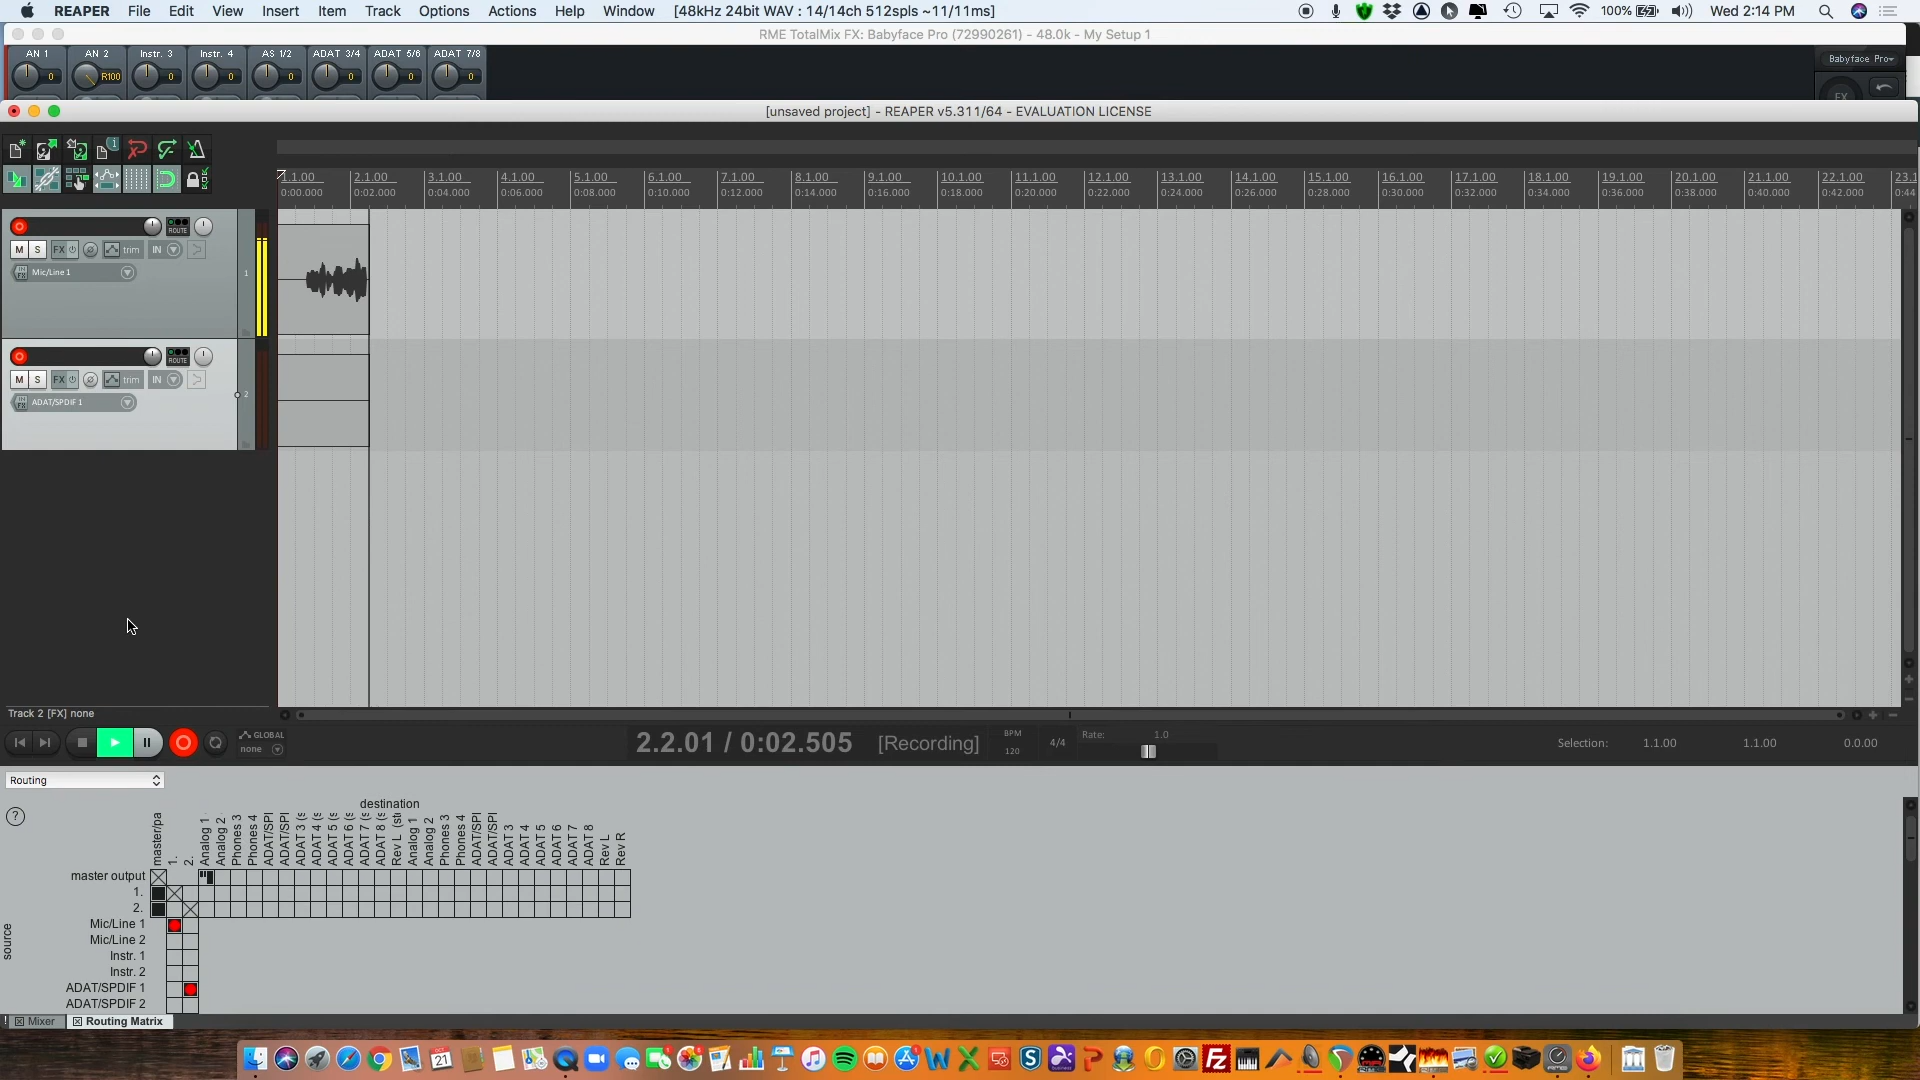 REAPER File Edit View Insert Item Track Options Actions Help Window [48kHz 24bit WAV : 14/14ch 512spls ~11/11ms] 100% Wed 2:14 PM
RME TotalMix FX: Babyface Pro (72990261) - 48.0k - My Setup 1
AN 1 AN 2 Instr. 3 Instr. 4 AS 1/2 ADAT 3/4 ADAT 5/6 ADAT 7/8 Babyface Pro
0 R100 0 0 0 0 0 0
FX
[unsaved project] - REAPER v5.311/64 - EVALUATION LICENSE
1.1.00 2.1.00 3.1.00 4.1.00 5.1.00 6.1.00 7.1.00 8.1.00 9.1.00 10.1.00 11.1.00 12.1.00 13.1.00 14.1.00 15.1.00 16.1.00 17.1.00 18.1.00 19.1.00 20.1.00 21.1.00 22.1.00 23.1
0:00.000 0:02.000 0:04.000 0:06.000 0:08.000 0:10.000 0:12.000 0:14.000 0:16.000 0:18.000 0:20.000 0:22.000 0:24.000 0:26.000 0:28.000 0:30.000 0:32.000 0:34.000 0:36.000 0:38.000 0:40.000 0:42.000 0:44
ROUTE
M S FX trim IN
IN FX Mic/Line 1 1
ROUTE
M S FX trim IN
IN FX ADAT/SPDIF 1 2
Track 2 [FX] none
GLOBAL
none
2.2.01 / 0:02.505 [Recording]
BPM
120
4/4
Rate: 1.0
Selection: 1.1.00 1.1.00 0.0.00
Routing
?
destination
master/pa 1. 2. Analog 1 Analog 2 Phones 3 Phones 4 ADAT/SPI ADAT/SPI ADAT 3 (s ADAT 4 (s ADAT 5 (s ADAT 6 (s ADAT 7 (s ADAT 8 (s Rev L (st Analog 1 Analog 2 Phones 3 Phones 4 ADAT/SPI ADAT/SPI ADAT 3 ADAT 4 ADAT 5 ADAT 6 ADAT 7 ADAT 8 Rev L Rev R
master output
1.
2.
source
Mic/Line 1
Mic/Line 2
Instr. 1
Instr. 2
ADAT/SPDIF 1
ADAT/SPDIF 2
! Mixer Routing Matrix
21